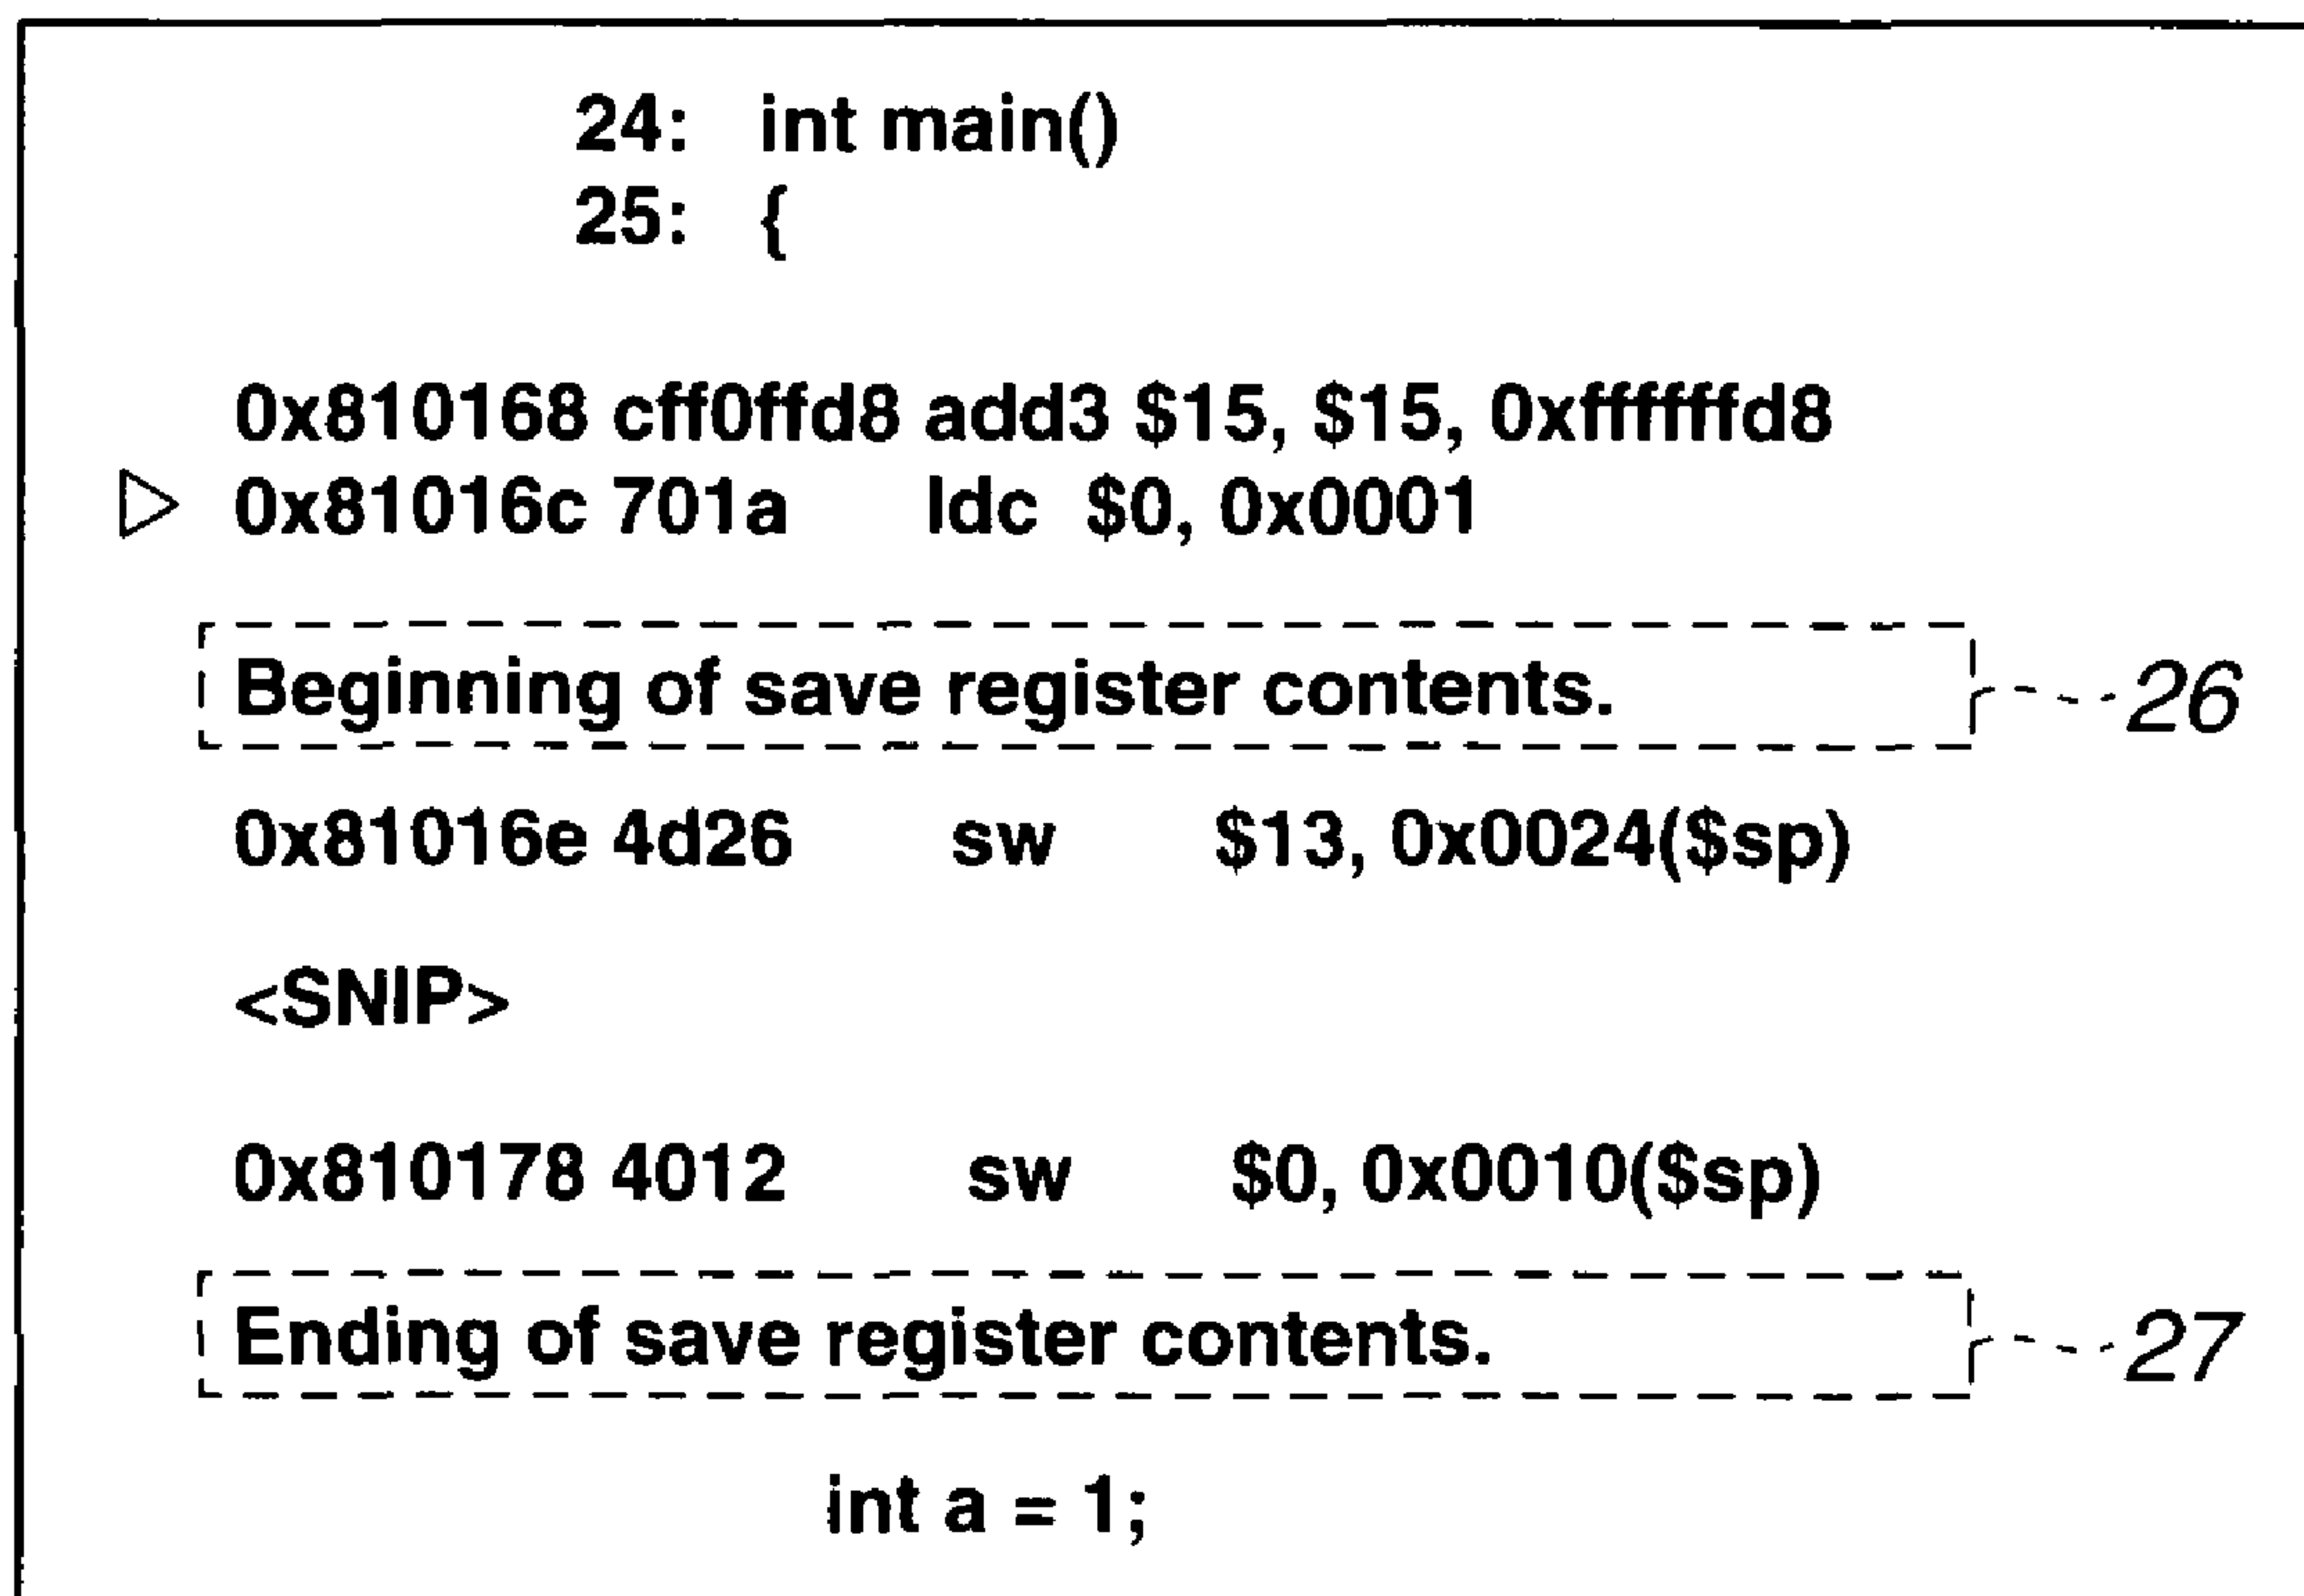 24: int main()
25: {
0x810168 cff0ffd8 add3 $15, $15, 0xffffffd8
0x81016c 701a ldc $0, 0x0001
Beginning of save register contents.
26
0x81016e 4d26 sw $13, 0x0024($sp)
<SNIP>
0x810178 4012 sw $0, 0x0010($sp)
Ending of save register contents.
27
int a = 1;